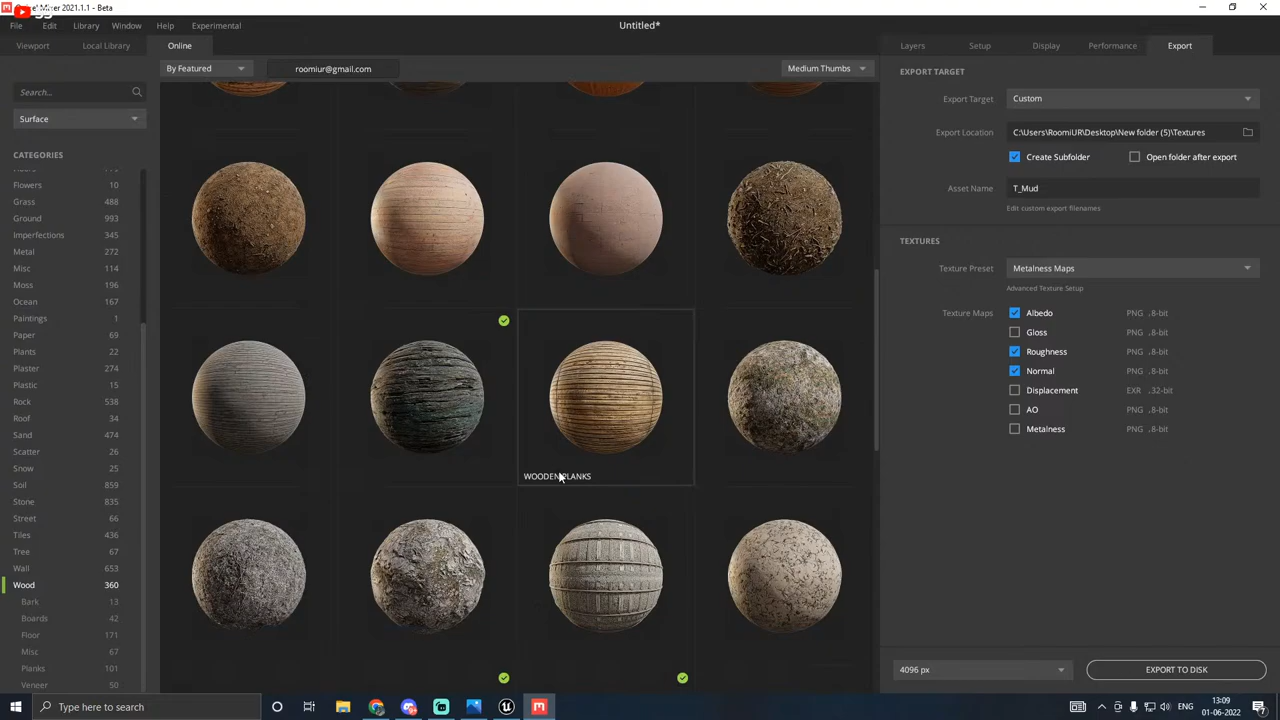 Mixer 2021.1.1 - Beta
File Edit Library Window Help Experimental
Untitled*
Viewport Local Library Online
Layers Setup Display Performance Export
By Featured
roomiur@gmail.com
Medium Thumbs
Search...
Surface
CATEGORIES
Flowers 10
Grass 488
Ground 993
Imperfections 345
Metal 272
Misc 114
Moss 196
Ocean 167
Paintings 1
Paper 69
Plants 22
Plaster 274
Plastic 15
Rock 538
Roof 34
Sand 474
Scatter 26
Snow 25
Soil 859
Stone 835
Street 66
Tiles 436
Tree 67
Wall 653
Wood 360
Bark 13
Boards 42
Floor 171
Misc 67
Planks 101
Veneer 50
WOODEN PLANKS
EXPORT TARGET
Export Target Custom
Export Location C:\Users\RoomiUR\Desktop\New folder (5)\Textures
Create Subfolder Open folder after export
Asset Name T_Mud
Edit custom export filenames
TEXTURES
Texture Preset Metalness Maps
Advanced Texture Setup
Texture Maps Albedo PNG .8-bit
Gloss PNG .8-bit
Roughness PNG .8-bit
Normal PNG .8-bit
Displacement EXR .32-bit
AO PNG .8-bit
Metalness PNG .8-bit
4096 px
EXPORT TO DISK
Type here to search
ENG
13:09
01-06-2022